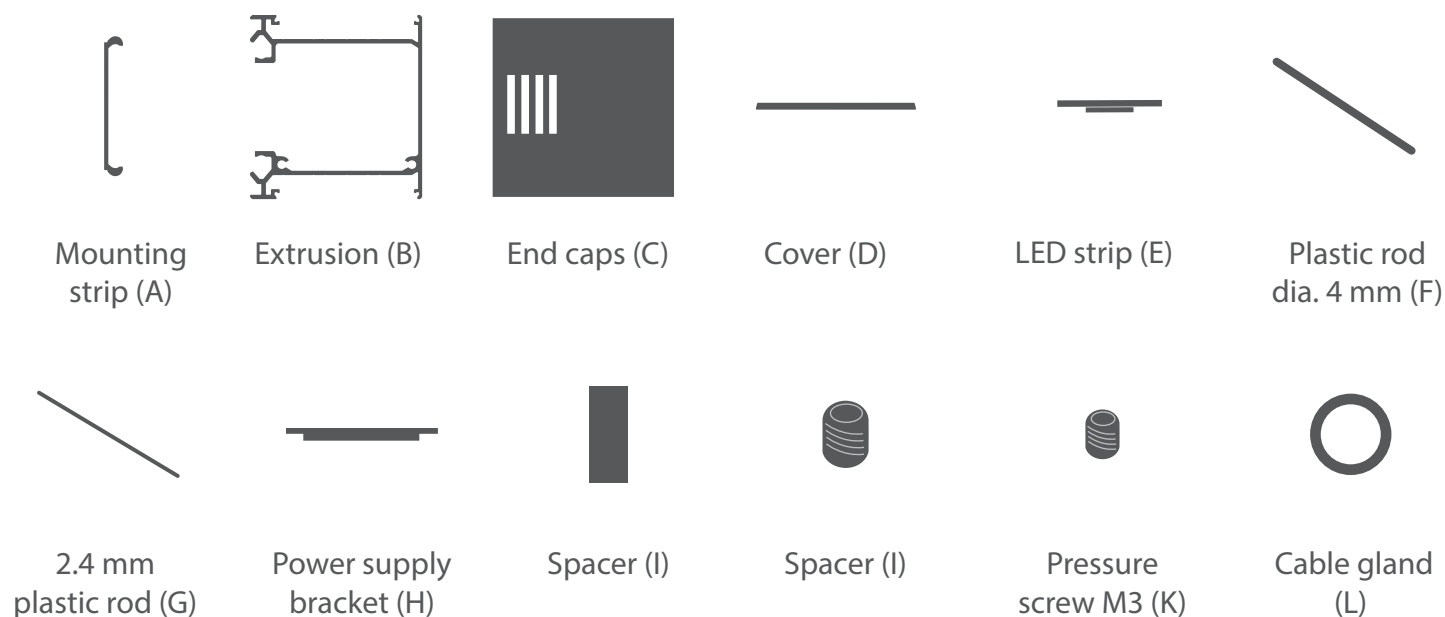 Mounting
strip (A)
Extrusion (B)
End caps (C)
Cover (D)
LED strip (E)
Plastic rod
dia. 4 mm (F)
2.4 mm
plastic rod (G)
Power supply
bracket (H)
Spacer (I)
Spacer (I)
Pressure
screw M3 (K)
Cable gland
(L)